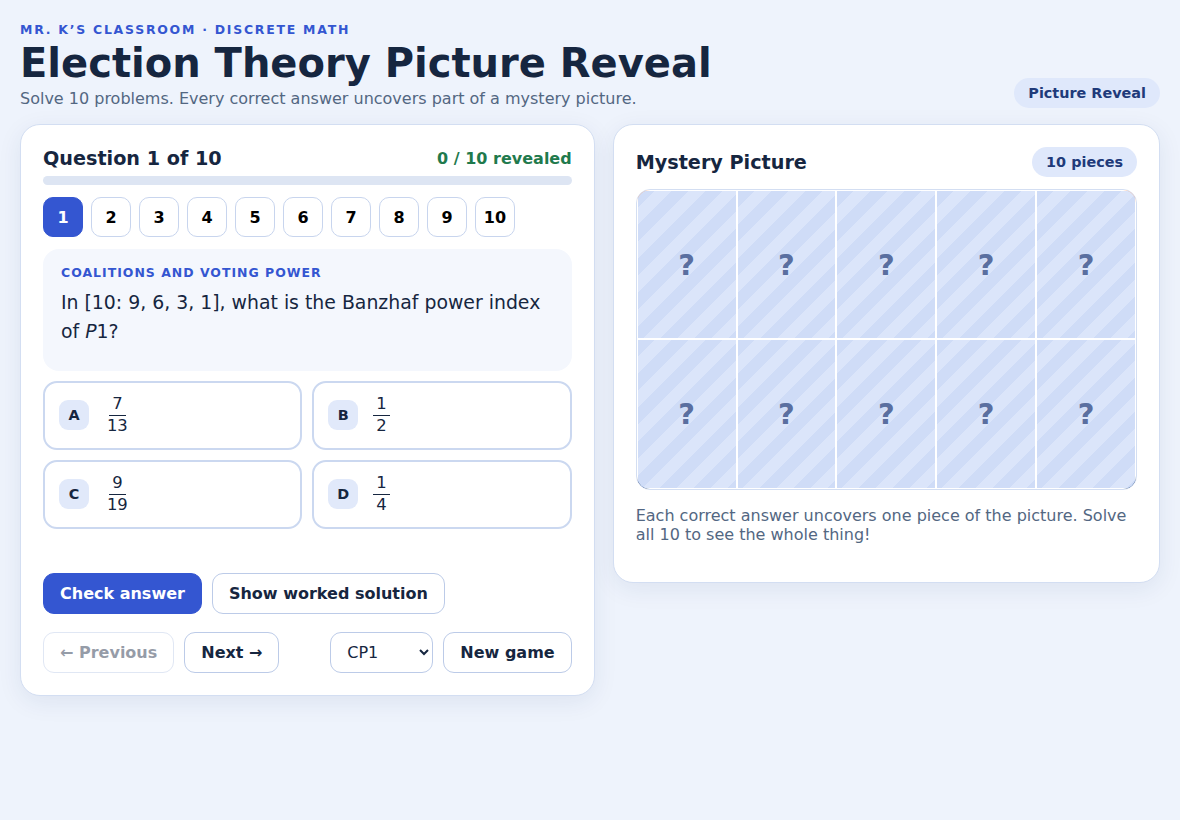 MR. K’S CLASSROOM · DISCRETE MATH
Election Theory Picture Reveal
Solve 10 problems. Every correct answer uncovers part of a mystery picture.
Picture Reveal
Question 1 of 10
0 / 10 revealed
1 2 3 4 5 6 7 8 9 10
COALITIONS AND VOTING POWER
In [10: 9, 6, 3, 1], what is the Banzhaf power index
of P1?
A 7/13
B 1/2
C 9/19
D 1/4
Check answer
Show worked solution
← Previous
Next →
CP1
New game
Mystery Picture
10 pieces
? ? ? ? ?
? ? ? ? ?
Each correct answer uncovers one piece of the picture. Solve
all 10 to see the whole thing!